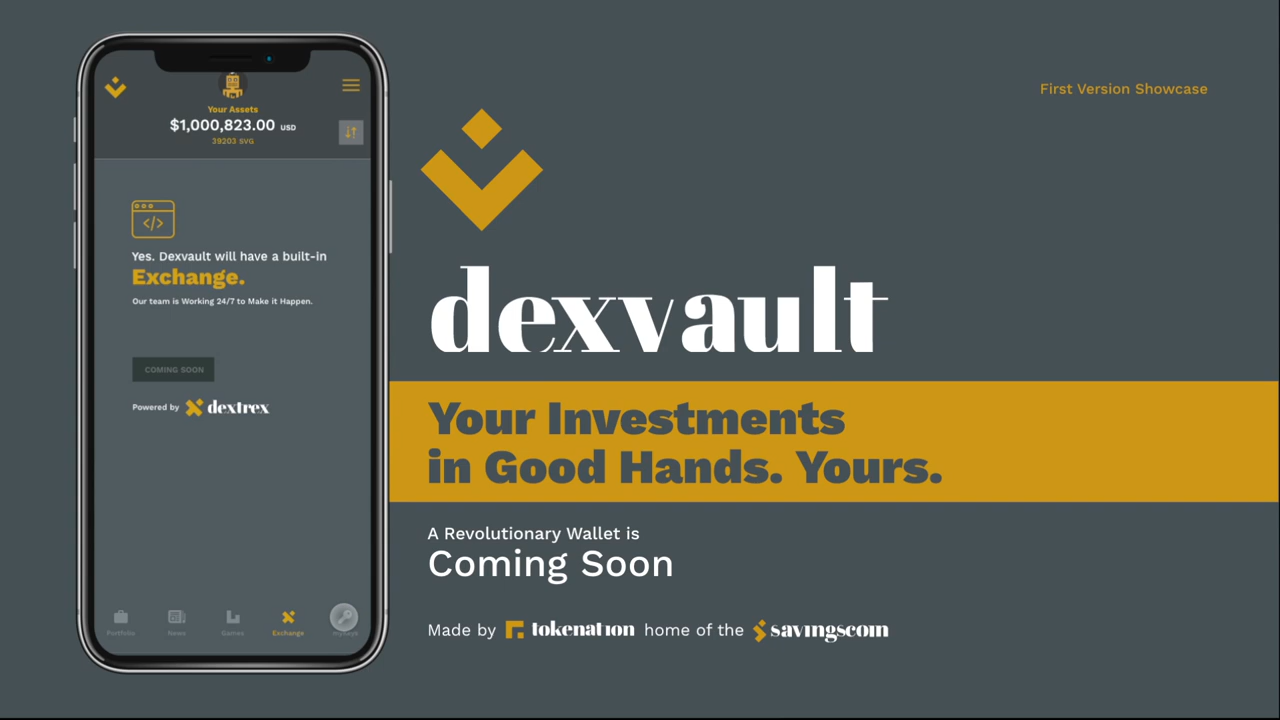 Your Assets
$1,000,823.00 USD
39203 SVG
Yes. Dexvault will have a built-in
Exchange.
Our team is Working 24/7 to Make it Happen.
COMING SOON
Powered by dextrex
Portfolio
News
Games
Exchange
First Version Showcase
dexvault
Your Investments
in Good Hands. Yours.
A Revolutionary Wallet is
Coming Soon
Made by tokenation home of the savingscoin